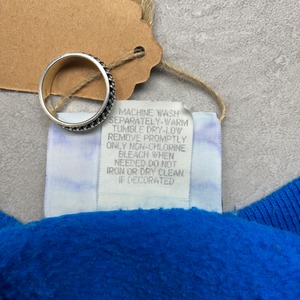 MACHINE WASH
SEPARATELY-WARM
TUMBLE DRY-LOW
REMOVE PROMPTLY
ONLY NON-CHLORINE
BLEACH WHEN
NEEDED DO NOT
IRON OR DRY CLEAN
IF DECORATED